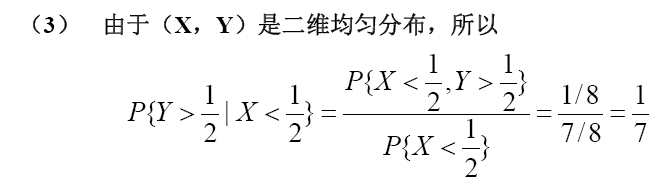 （3） 由于（X，Y）是二维均匀分布，所以
P{Y > 1/2 | X < 1/2} = P{X < 1/2, Y > 1/2} / P{X < 1/2} = 1/8 / 7/8 = 1/7